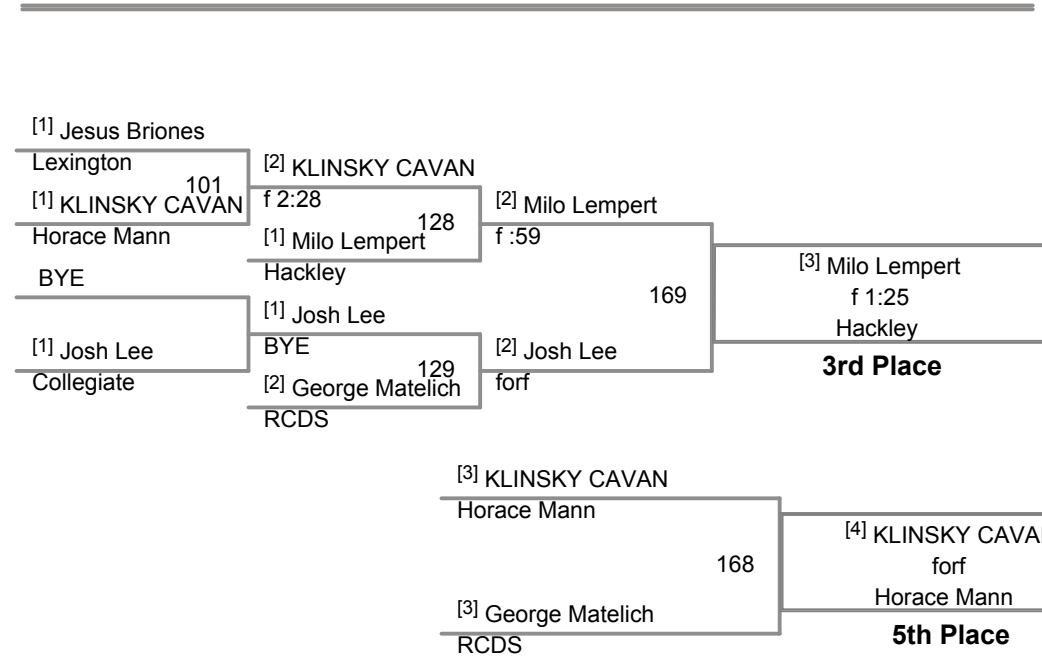 [1] Jesus Briones
Lexington
101
[1] KLINSKY CAVAN
Horace Mann
BYE
[1] Josh Lee
Collegiate
[2] KLINSKY CAVAN
f 2:28
128
[1] Milo Lempert
Hackley
[1] Josh Lee
BYE
129
[2] George Matelich
RCDS
[2] Milo Lempert
f :59
169
[2] Josh Lee
forf
[3] Milo Lempert
f 1:25
Hackley
3rd Place
[3] KLINSKY CAVAN
Horace Mann
168
[3] George Matelich
RCDS
[4] KLINSKY CAVA
forf
Horace Mann
5th Place